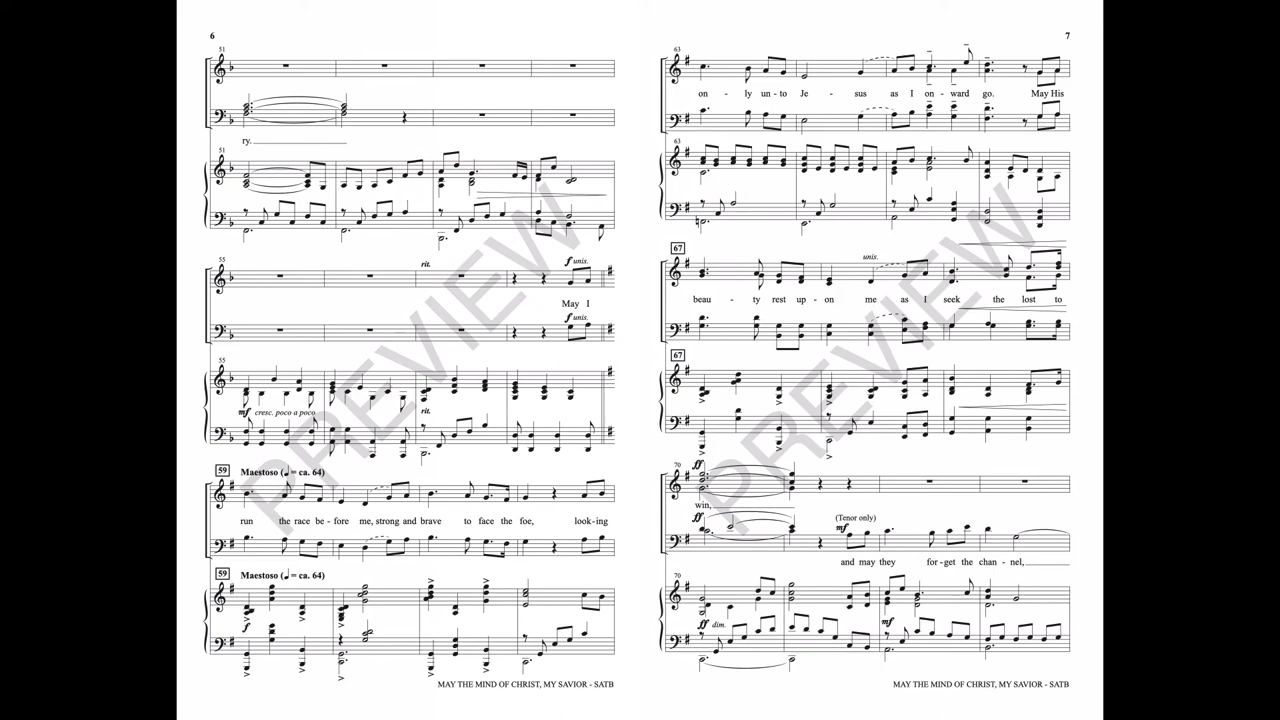 6
51
ry.
51
55
rit.
f unis.
May I
f unis.
55
mf cresc. poco a poco
rit.
59 Maestoso (♩ = ca. 64)
run the race be - fore me, strong and brave to face the foe, look-ing
59 Maestoso (♩ = ca. 64)
f
MAY THE MIND OF CHRIST, MY SAVIOR - SATB
7
63
on - ly un - to Je - sus as I on - ward go. May His
63
67
unis.
beau - ty rest up - on me as I seek the lost to
67
70
ff
win,
ff
(Tenor only)
mf
and may they for - get the chan - nel,
70
ff dim.
mf
MAY THE MIND OF CHRIST, MY SAVIOR - SATB
PREVIEW
PREVIEW